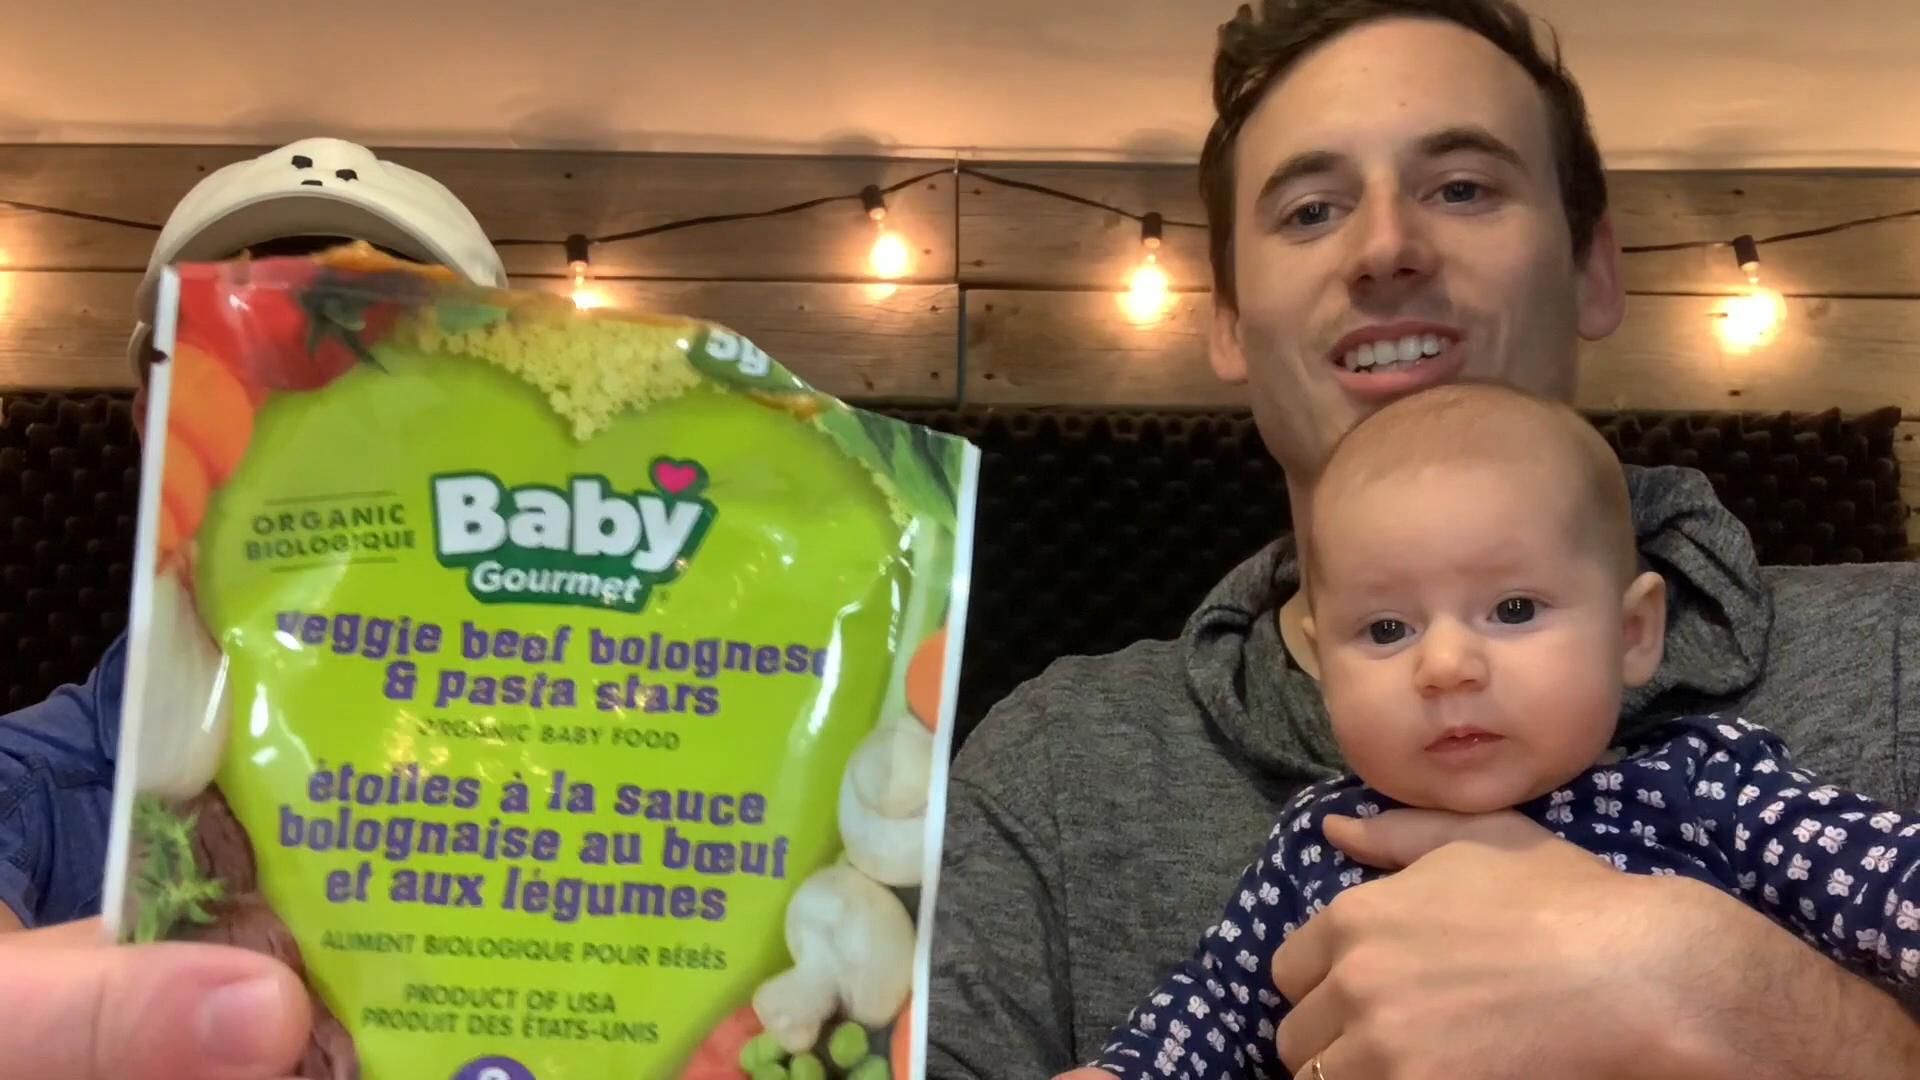 5g
ORGANIC
BIOLOGIQUE
Baby
Gourmet
veggie beef bolognese
& pasta stars
ORGANIC BABY FOOD
étoiles à la sauce
bolognaise au bœuf
et aux légumes
ALIMENT BIOLOGIQUE POUR BÉBÉS
PRODUCT OF USA
PRODUIT DES ÉTATS-UNIS